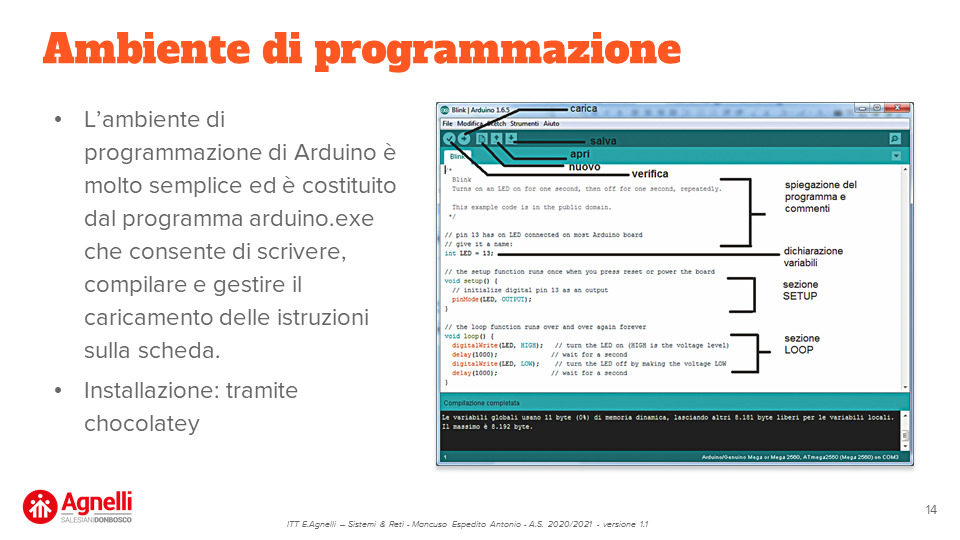 Ambiente di programmazione
• L’ambiente di
programmazione di Arduino è
molto semplice ed è costituito
dal programma arduino.exe
che consente di scrivere,
compilare e gestire il
caricamento delle istruzioni
sulla scheda.
• Installazione: tramite
chocolatey
Blink | Arduino 1.6.5
carica
File Modifica Sketch Strumenti Aiuto
salva
apri
nuovo
verifica
Blink
/*
Blink
Turns on an LED on for one second, then off for one second, repeatedly.
This example code is in the public domain.
*/
spiegazione del
programma e
commenti
// pin 13 has on LED connected on most Arduino board
// give it a name:
int LED = 13;
dichiarazione
variabili
// the setup function runs once when you press reset or power the board
void setup() {
// initialize digital pin 13 as an output
pinMode(LED, OUTPUT);
}
sezione
SETUP
// the loop function runs over and over again forever
void loop() {
digitalWrite(LED, HIGH); // turn the LED on (HIGH is the voltage level)
delay(1000); // wait for a second
digitalWrite(LED, LOW); // turn the LED off by making the voltage LOW
delay(1000); // wait for a second
}
sezione
LOOP
Compilazione completata
Le variabili globali usano 11 byte (0%) di memoria dinamica, lasciando altri 8.181 byte liberi per le variabili locali.
Il massimo è 8.192 byte.
1
Arduino/Genuino Mega or Mega 2560, ATmega2560 (Mega 2560) on COM3
Agnelli
SALESIANI DONBOSCO
ITT E.Agnelli – Sistemi & Reti - Mancuso Espedito Antonio - A.S. 2020/2021 - versione 1.1
14